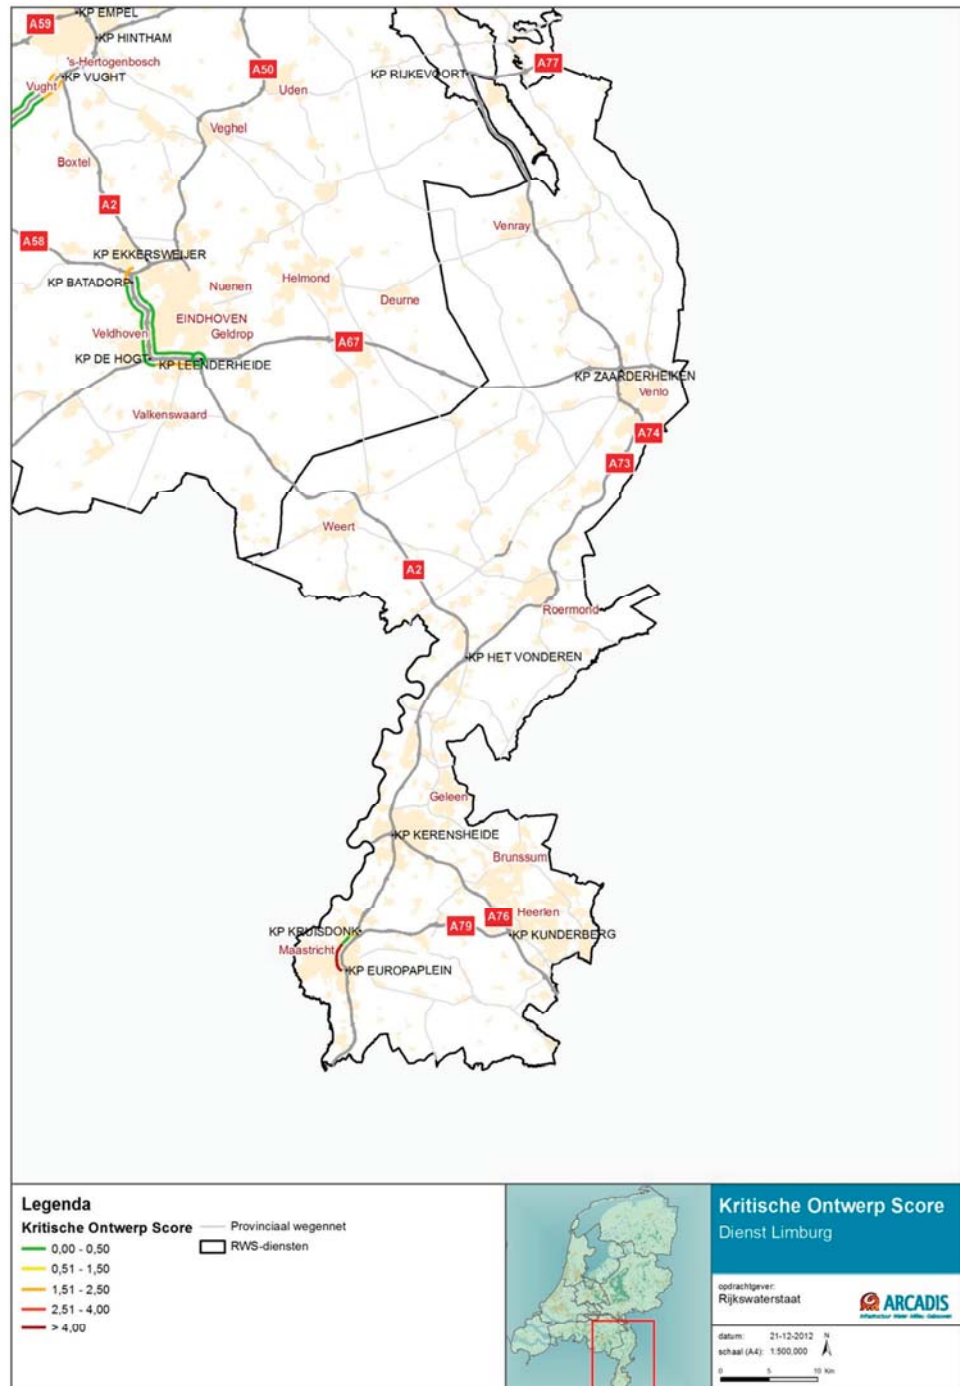 KP EMPEL
A59
KP HINTHAM
's-Hertogenbosch
A50
A77
KP RIJKEVOORT
KP VUGHT
Vught
Uden
Veghel
Boxtel
A2
Venray
A58
KP EKKERSWEIJER
KP BATADORP
Nuenen
Helmond
Deurne
EINDHOVEN
Veldhoven
Geldrop
A67
KP DE HOGT
KP LEENDERHEIDE
KP ZAARDERHEIKEN
Venlo
Valkenswaard
A74
A73
Weert
A2
Roermond
KP HET VONDEREN
Geleen
KP KERENSHEIDE
Brunssum
Heerlen
A76
A79
KP KRUISDONK
KP KUNDERBERG
Maastricht
KP EUROPAPLEIN
Legenda
Kritische Ontwerp Score
0,00 - 0,50
0,51 - 1,50
1,51 - 2,50
2,51 - 4,00
> 4,00
Provinciaal wegennet
RWS-diensten
Kritische Ontwerp Score
Dienst Limburg
opdrachtgever:
Rijkswaterstaat
ARCADIS
Infrastructuur Water Milieu Gebouwen
datum: 21-12-2012
N
schaal (A4): 1:500,000
0 5 10 Km